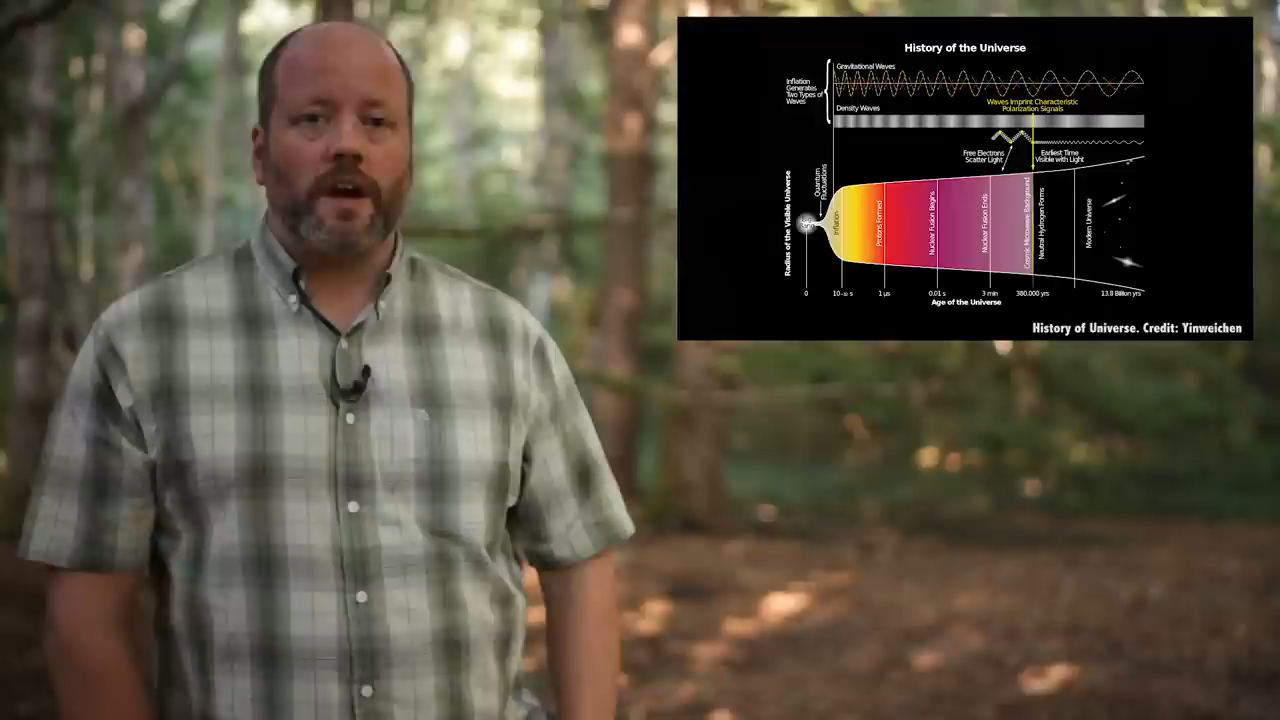 History of the Universe
Gravitational Waves
Inflation
Generates
Two Types of
Waves
Density Waves
Waves Imprint Characteristic
Polarization Signals
Free Electrons
Scatter Light
Earliest Time
Visible with Light
Radius of the Visible Universe
Quantum
Fluctuations
Inflation
Protons Formed
Nuclear Fusion Begins
Nuclear Fusion Ends
Cosmic Microwave Background
Neutral Hydrogen Forms
Modern Universe
0
10⁻³² s
1 µs
0.01 s
3 min
380,000 yrs
13.8 Billion yrs
Age of the Universe
History of Universe. Credit: Yinweichen